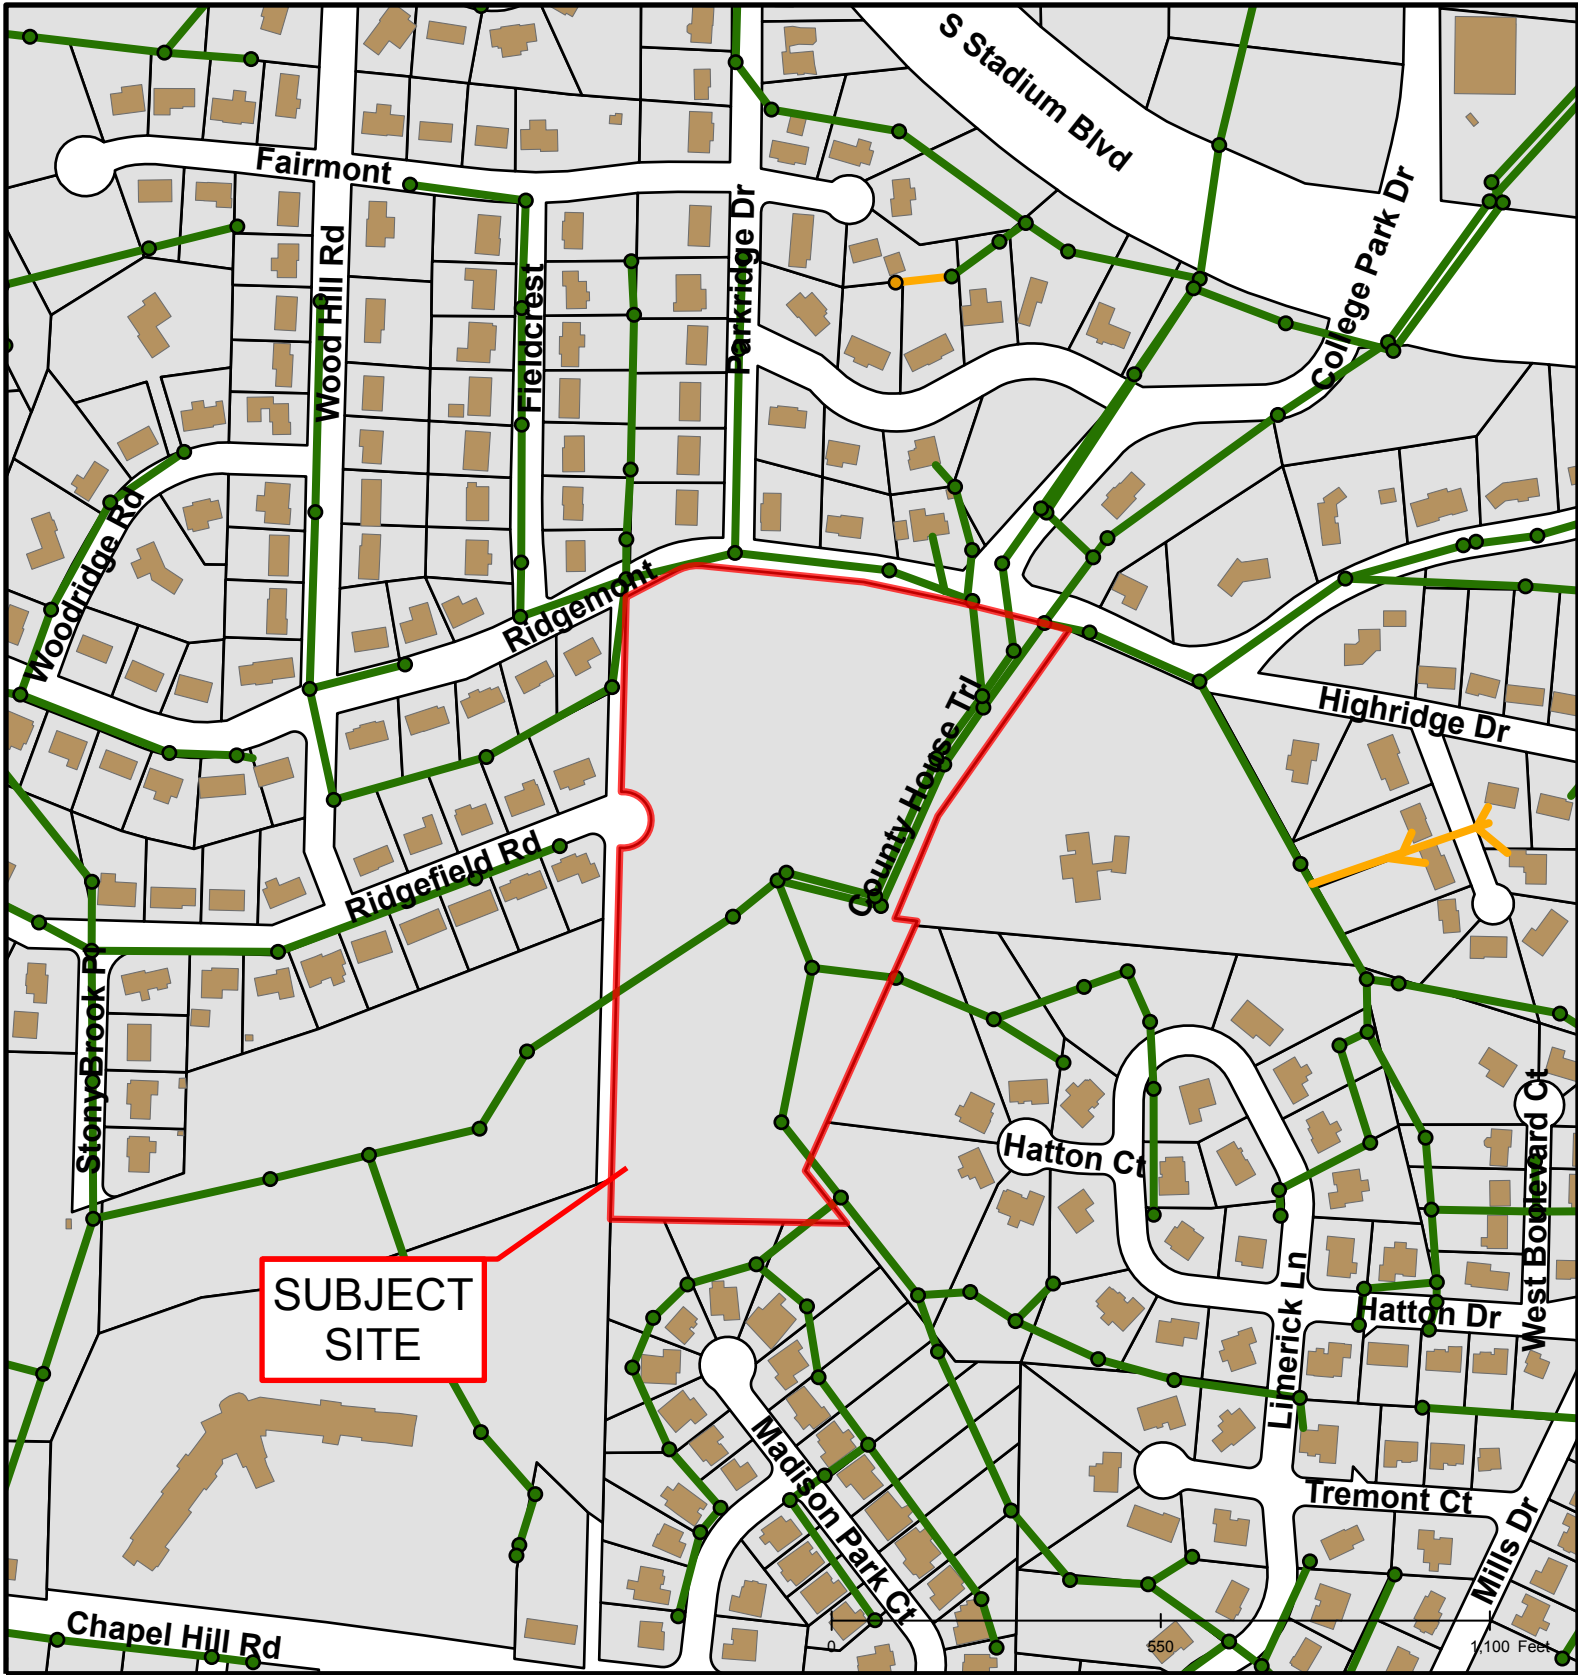 S Stadium Blvd
Fairmont
Parkridge Dr
College Park Dr
Wood Hill Rd
Fieldcrest
Woodridge Rd
Ridgemont
County House Trl
Highridge Dr
Ridgefield Rd
Stony Brook Pl
Hatton Ct
West Boulevard Ct
SUBJECT
SITE
Limerick Ln
Hatton Dr
Madison Park Ct
Tremont Ct
Mills Dr
Chapel Hill Rd
0 550 1,100 Feet